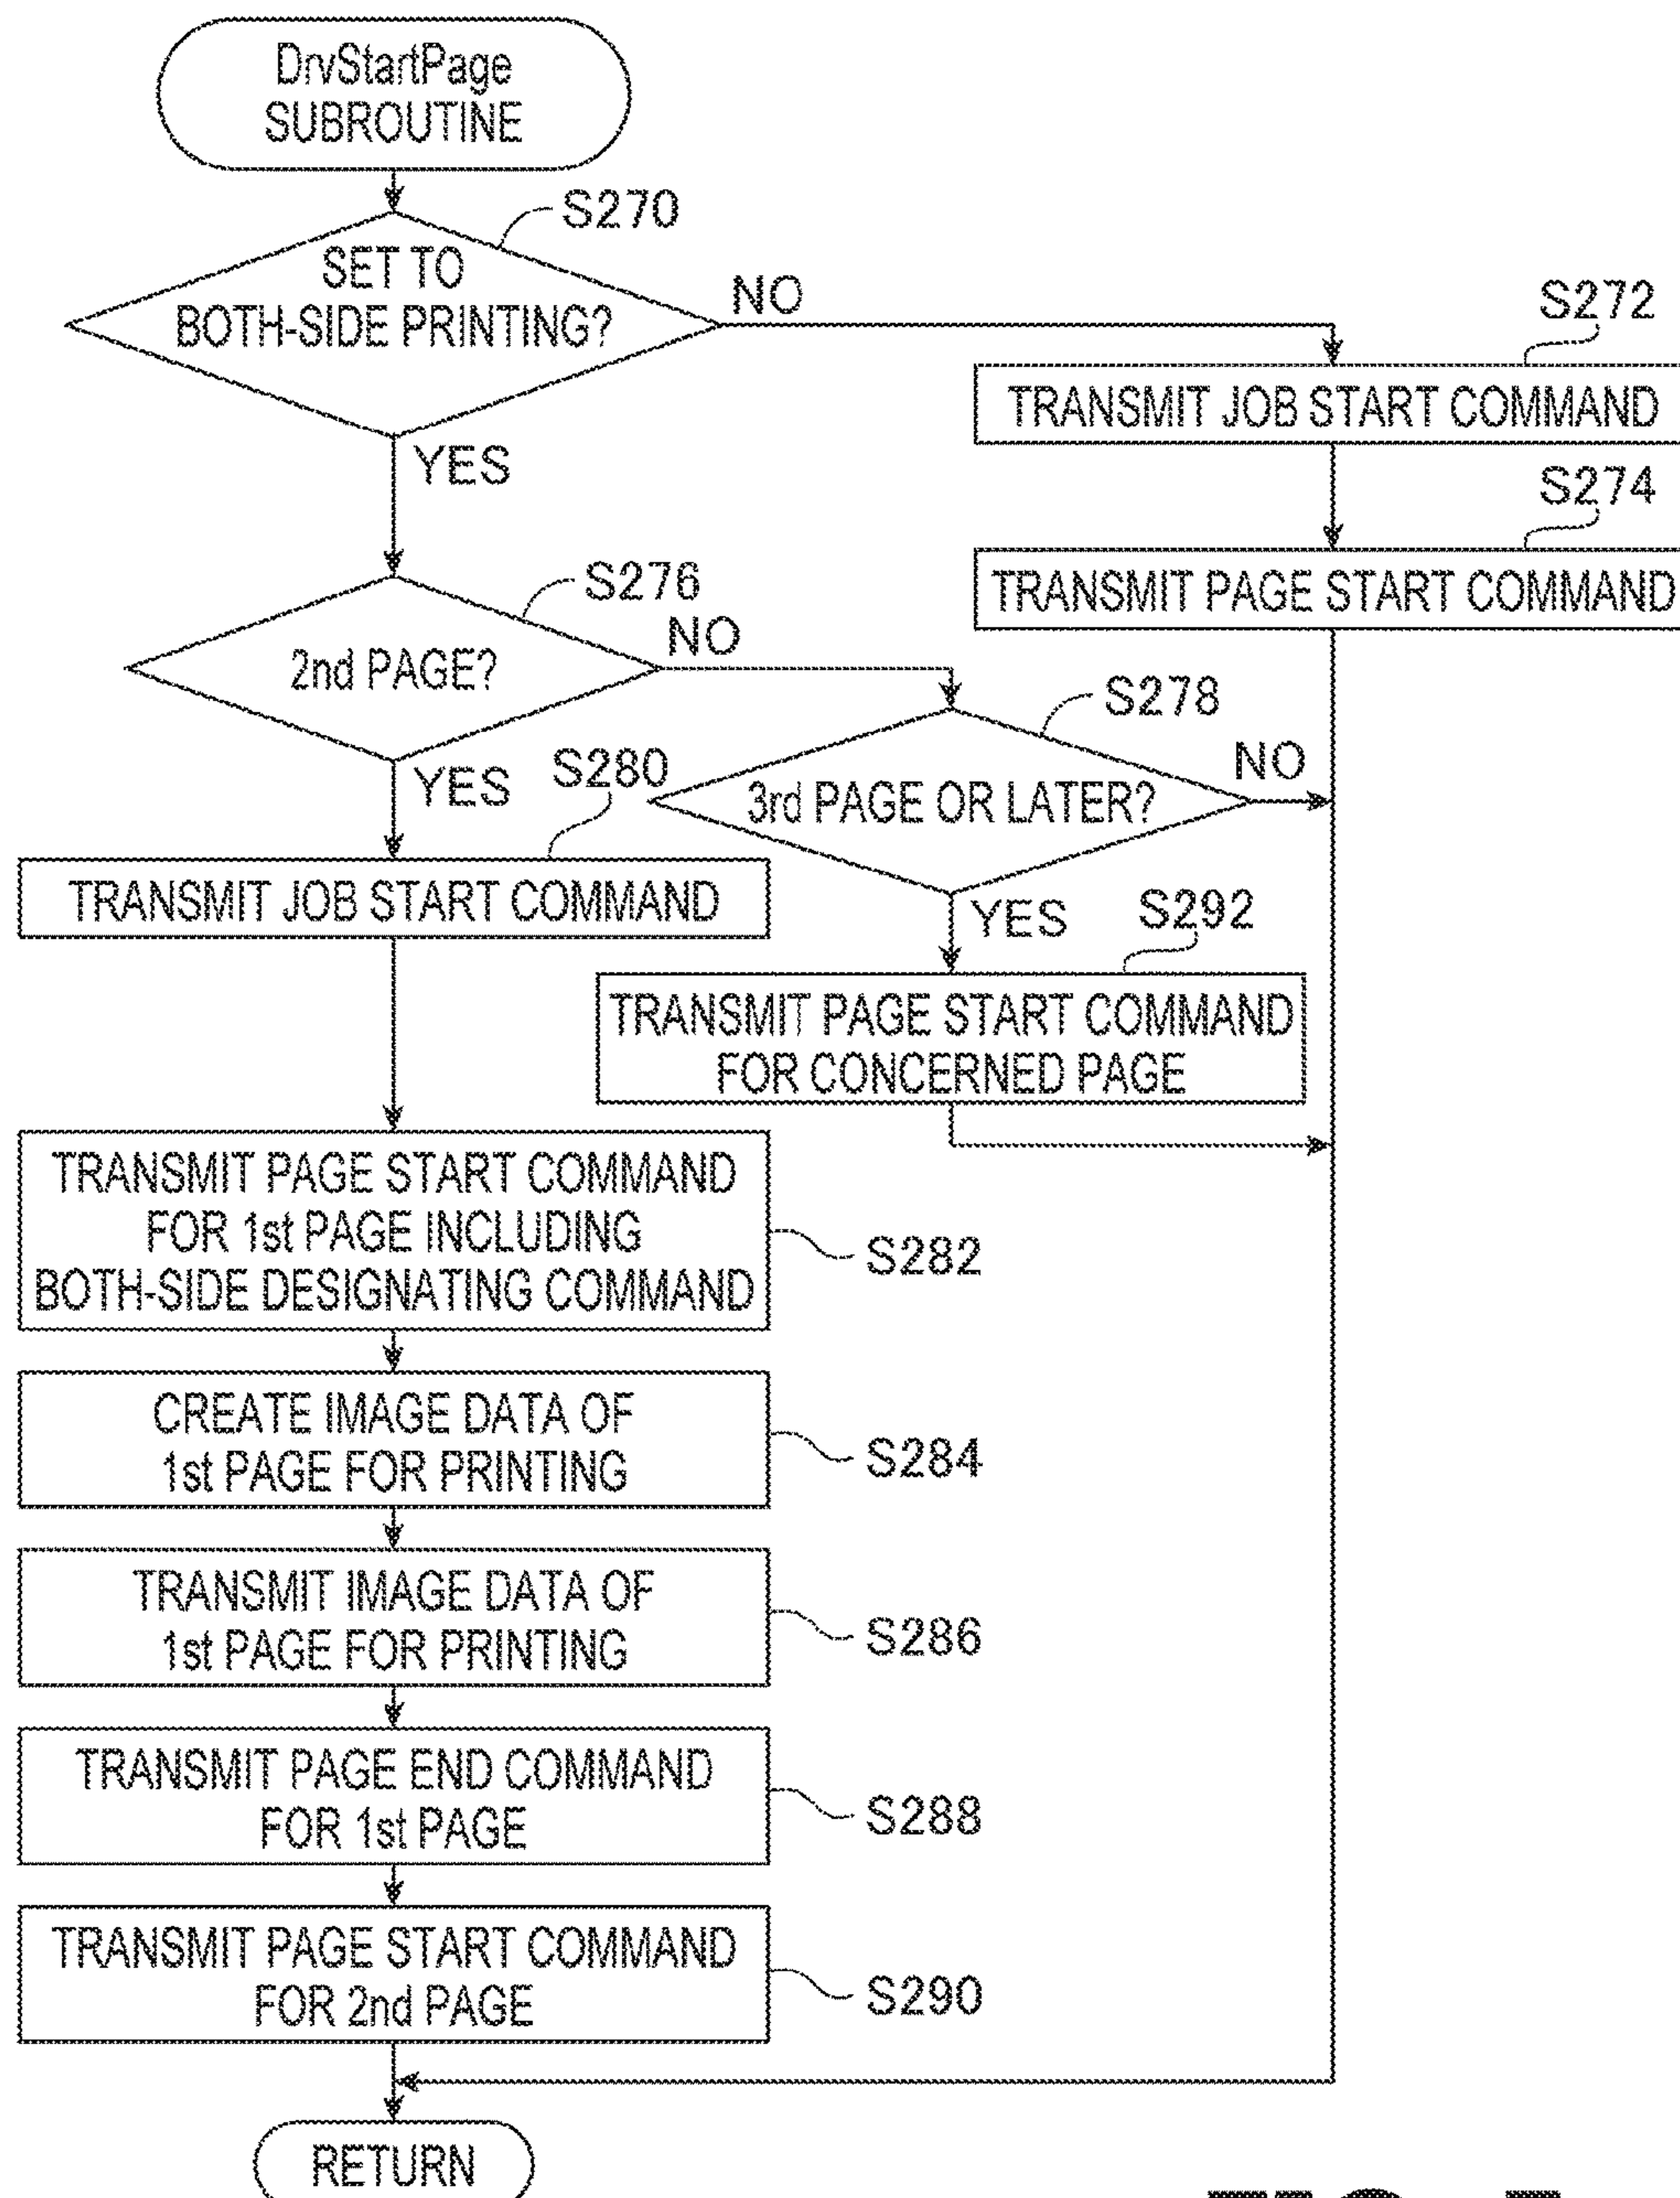 DrvStartPage
SUBROUTINE
S270
SET TO
BOTH-SIDE PRINTING?
NO
YES
S272
TRANSMIT JOB START COMMAND
S274
TRANSMIT PAGE START COMMAND
S276
2nd PAGE?
NO
YES
S278
3rd PAGE OR LATER?
NO
YES
S280
TRANSMIT JOB START COMMAND
S292
TRANSMIT PAGE START COMMAND
FOR CONCERNED PAGE
TRANSMIT PAGE START COMMAND
FOR 1st PAGE INCLUDING
BOTH-SIDE DESIGNATING COMMAND
S282
CREATE IMAGE DATA OF
1st PAGE FOR PRINTING
S284
TRANSMIT IMAGE DATA OF
1st PAGE FOR PRINTING
S286
TRANSMIT PAGE END COMMAND
FOR 1st PAGE
S288
TRANSMIT PAGE START COMMAND
FOR 2nd PAGE
S290
RETURN